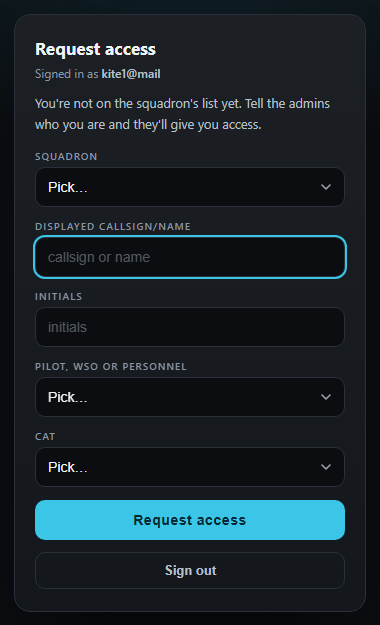 Request access
Signed in as kite1@mail
You're not on the squadron's list yet. Tell the admins
who you are and they'll give you access.
SQUADRON
Pick...
DISPLAYED CALLSIGN/NAME
callsign or name
INITIALS
initials
PILOT, WSO OR PERSONNEL
Pick...
CAT
Pick...
Request access
Sign out